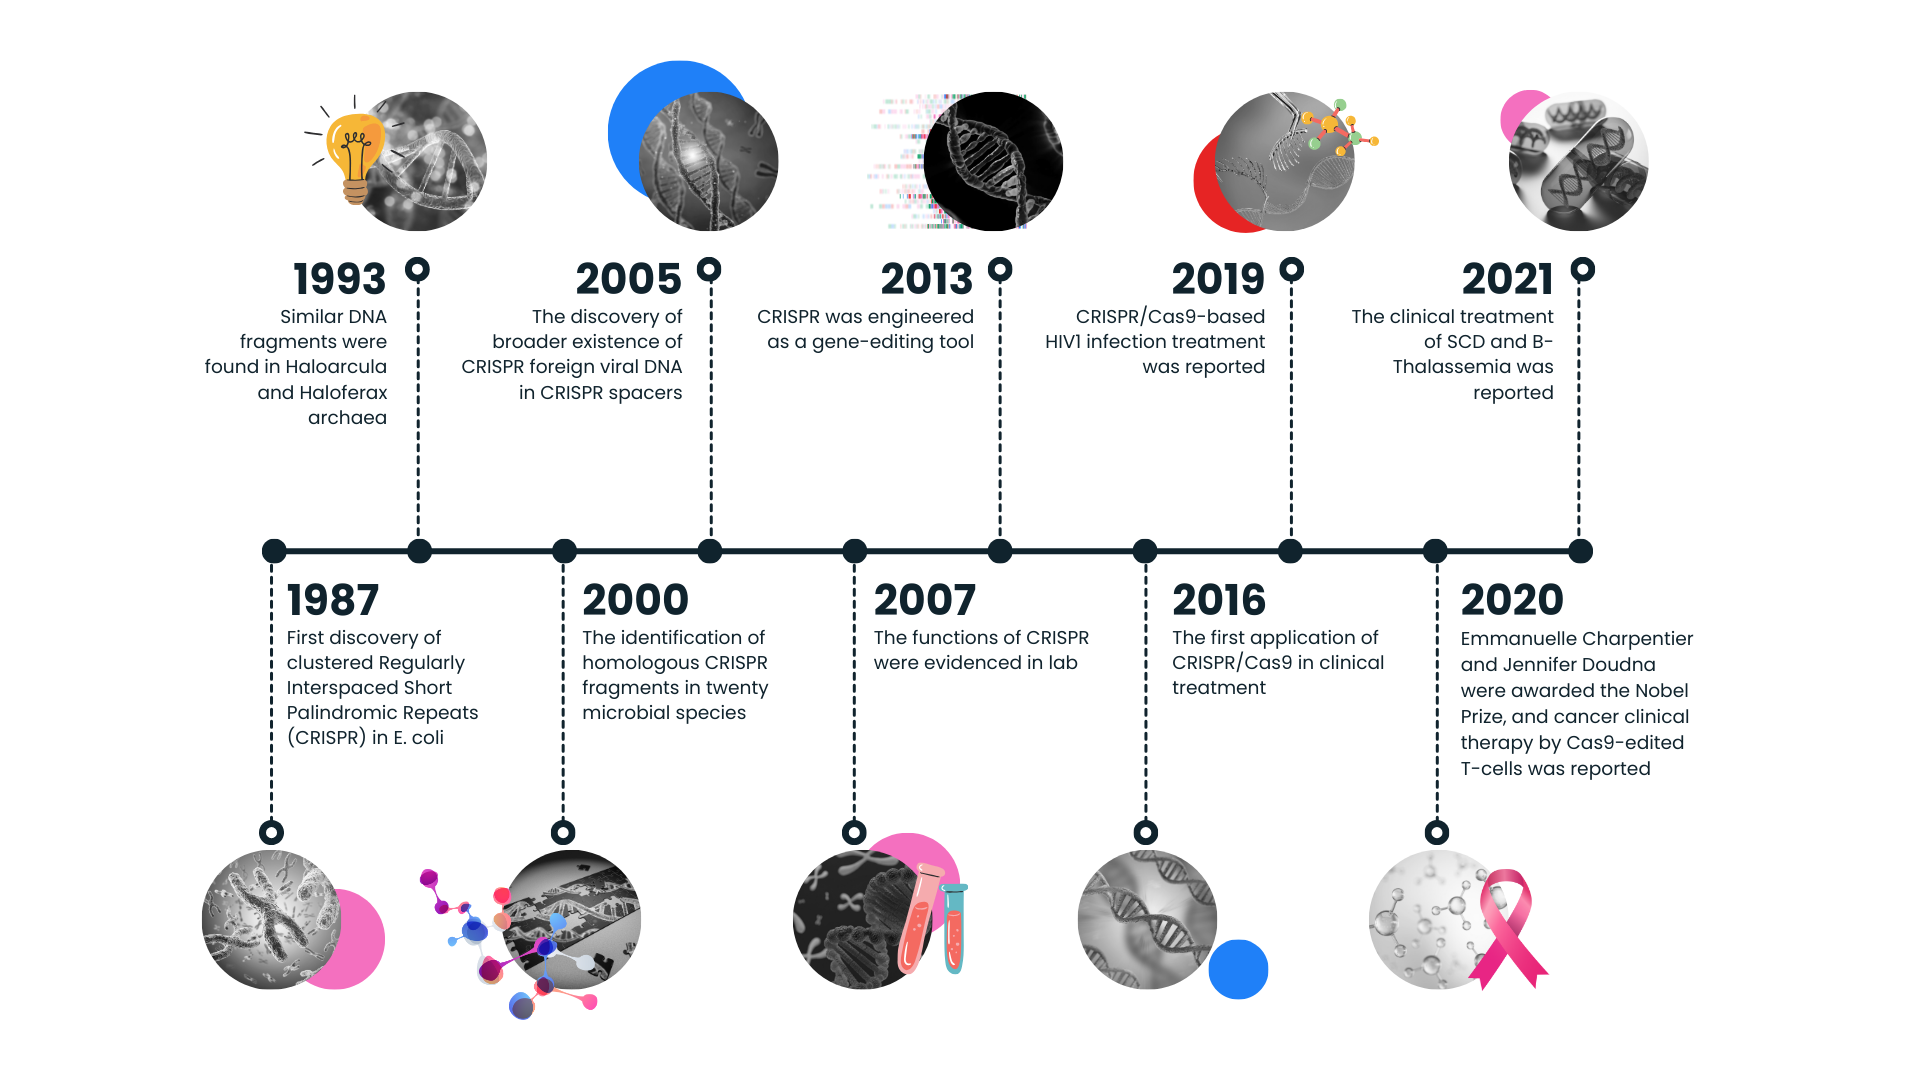 1993
Similar DNA
fragments were
found in Haloarcula
and Haloferax
archaea
2005
The discovery of
broader existence of
CRISPR foreign viral DNA
in CRISPR spacers
2013
CRISPR was engineered
as a gene-editing tool
2019
CRISPR/Cas9-based
HIV1 infection treatment
was reported
2021
The clinical treatment
of SCD and B-
Thalassemia was
reported
1987
First discovery of
clustered Regularly
Interspaced Short
Palindromic Repeats
(CRISPR) in E. coli
2000
The identification of
homologous CRISPR
fragments in twenty
microbial species
2007
The functions of CRISPR
were evidenced in lab
2016
The first application of
CRISPR/Cas9 in clinical
treatment
2020
Emmanuelle Charpentier
and Jennifer Doudna
were awarded the Nobel
Prize, and cancer clinical
therapy by Cas9-edited
T-cells was reported